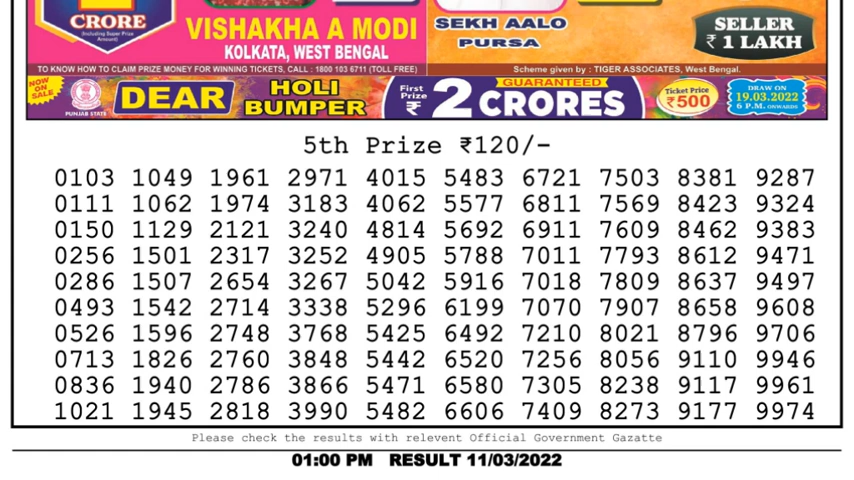 CRORE
(Including Super Prize
Amount)
VISHAKHA A MODI
KOLKATA, WEST BENGAL
SEKH AALO
PURSA
SELLER
₹ 1 LAKH
TO KNOW HOW TO CLAIM PRIZE MONEY FOR WINNING TICKETS, CALL : 1800 103 6711 (TOLL FREE)
Scheme given by : TIGER ASSOCIATES, West Bengal.
NOW ON SALE
PUNJAB STATE
DEAR
HOLI
BUMPER
First
Prize
₹
2 CRORES
GUARANTEED
Ticket Price
₹500
DRAW ON
19.03.2022
6 P.M. ONWARDS
5th Prize ₹120/-
0103 1049 1961 2971 4015 5483 6721 7503 8381 9287
0111 1062 1974 3183 4062 5577 6811 7569 8423 9324
0150 1129 2121 3240 4814 5692 6911 7609 8462 9383
0256 1501 2317 3252 4905 5788 7011 7793 8612 9471
0286 1507 2654 3267 5042 5916 7018 7809 8637 9497
0493 1542 2714 3338 5296 6199 7070 7907 8658 9608
0526 1596 2748 3768 5425 6492 7210 8021 8796 9706
0713 1826 2760 3848 5442 6520 7256 8056 9110 9946
0836 1940 2786 3866 5471 6580 7305 8238 9117 9961
1021 1945 2818 3990 5482 6606 7409 8273 9177 9974
Please check the results with relevent Official Government Gazatte
01:00 PM RESULT 11/03/2022